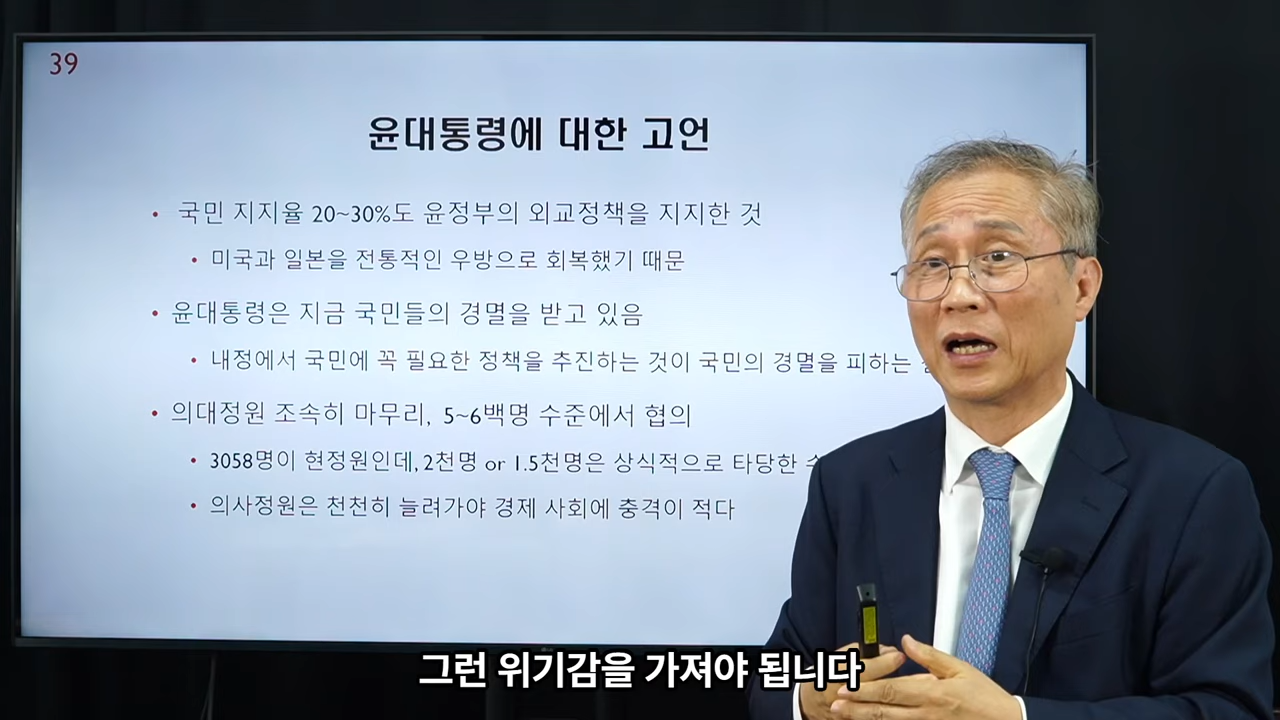 39
윤대통령에 대한 고언
• 국민 지지율 20~30%도 윤정부의 외교정책을 지지한 것
• 미국과 일본을 전통적인 우방으로 회복했기 때문
• 윤대통령은 지금 국민들의 경멸을 받고 있음
• 내정에서 국민에 꼭 필요한 정책을 추진하는 것이 국민의 경멸을 피하는
• 의대정원 조속히 마무리, 5~6백명 수준에서 협의
• 3058명이 현정원인데, 2천명 or 1.5천명은 상식적으로 타당한
• 의사정원은 천천히 늘려가야 경제 사회에 충격이 적다
그런 위기감을 가져야 됩니다